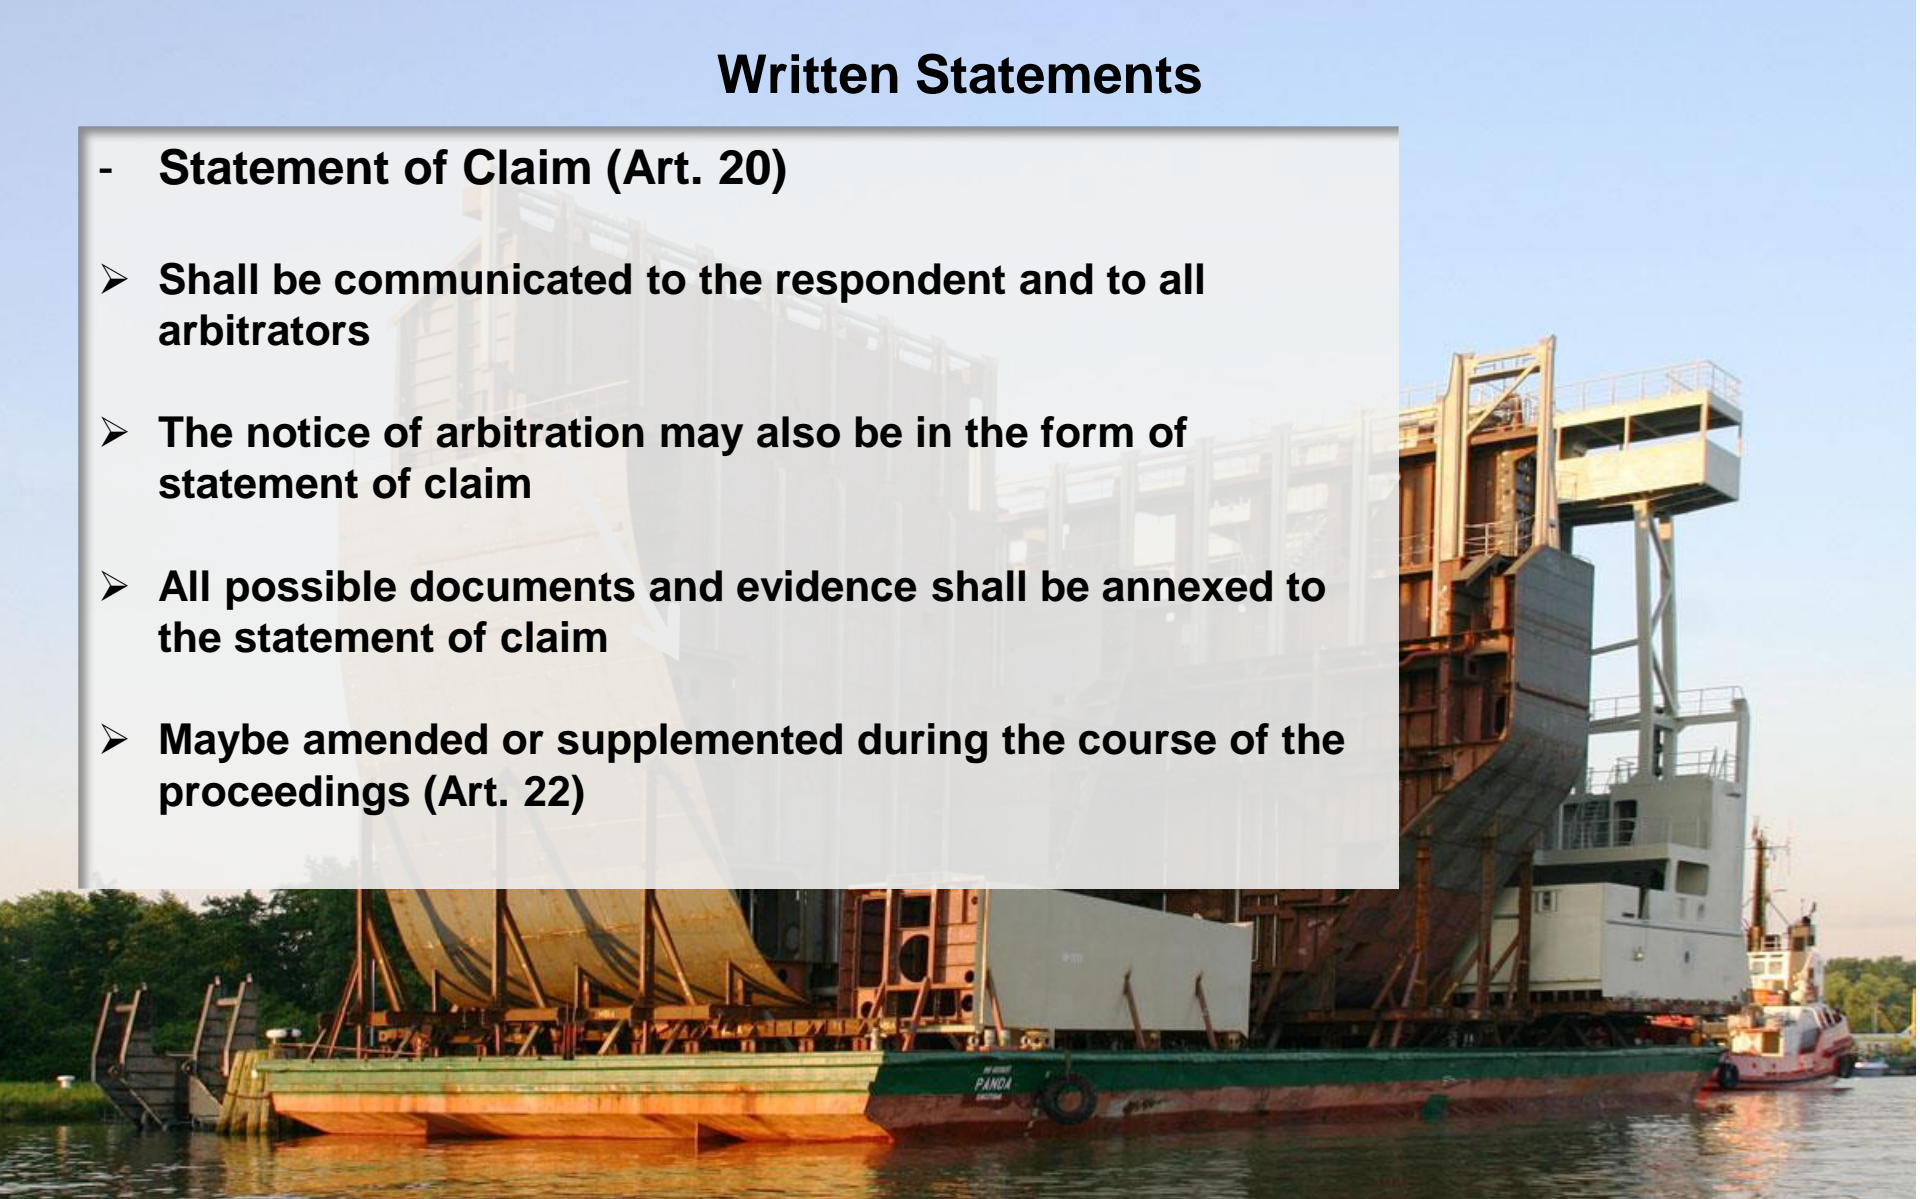 Written Statements
- Statement of Claim (Art. 20)
➢ Shall be communicated to the respondent and to all
arbitrators
➢ The notice of arbitration may also be in the form of
statement of claim
➢ All possible documents and evidence shall be annexed to
the statement of claim
➢ Maybe amended or supplemented during the course of the
proceedings (Art. 22)
PANDA